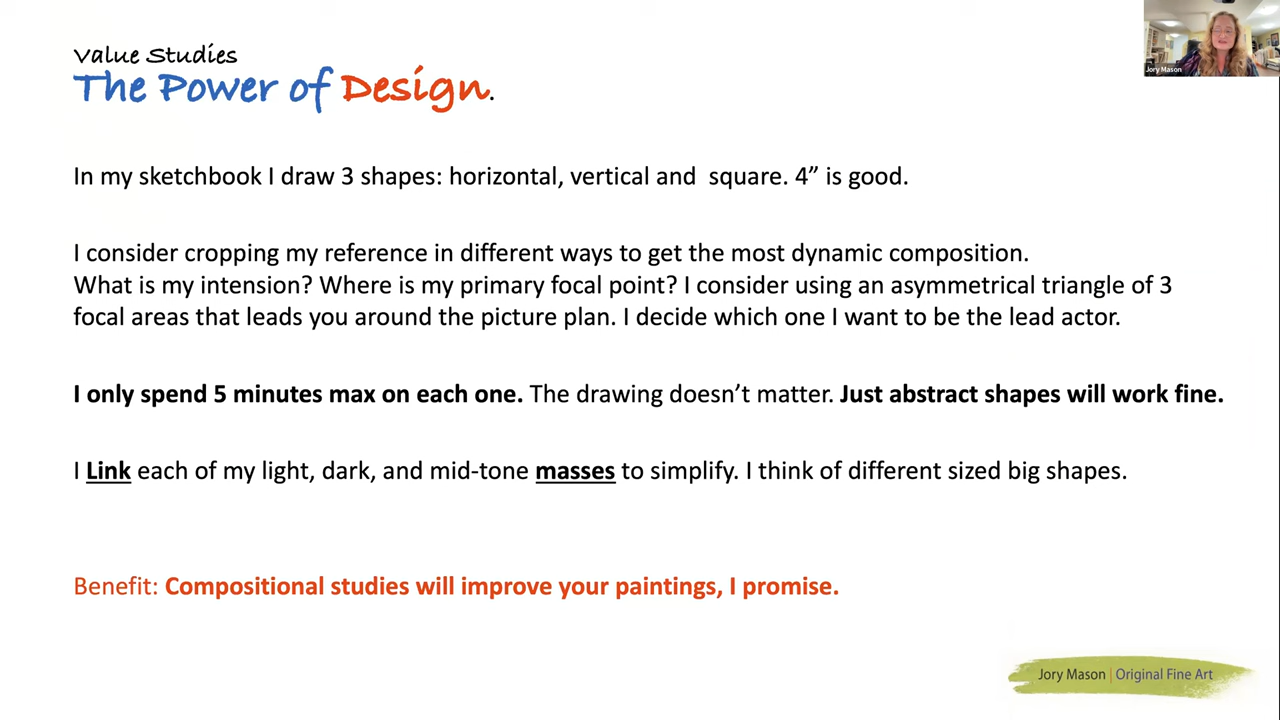 Value Studies
The Power of Design.
Jory Mason
In my sketchbook I draw 3 shapes: horizontal, vertical and square. 4” is good.
I consider cropping my reference in different ways to get the most dynamic composition.
What is my intension? Where is my primary focal point? I consider using an asymmetrical triangle of 3
focal areas that leads you around the picture plan. I decide which one I want to be the lead actor.
I only spend 5 minutes max on each one. The drawing doesn’t matter. Just abstract shapes will work fine.
I Link each of my light, dark, and mid-tone masses to simplify. I think of different sized big shapes.
Benefit: Compositional studies will improve your paintings, I promise.
Jory Mason | Original Fine Art